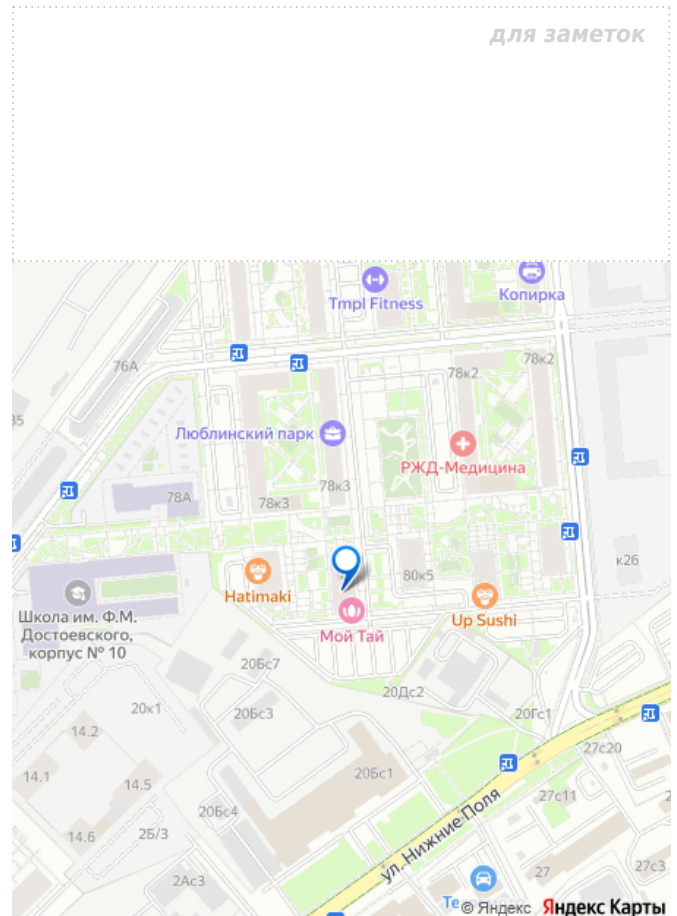 для заметок
Tmpl Fitness
Копирка
76А
78к2
78к2
Люблинский парк
РЖД-Медицина
78к3
78А
78к3
к26
80к5
Hatimaki
Up Sushi
Школа им. Ф.М.
Достоевского,
корпус № 10
Мой Тай
20Бс7
20Дс2
20к1
20Бс3
20Гс1
14.2
27с20
20Бс1
14.1
14.5
27с11
20Бс4
ул. Нижние Поля
14.6
2Б/3
27
27с3
2Ас3
Те
© Яндекс Яндекс Карты